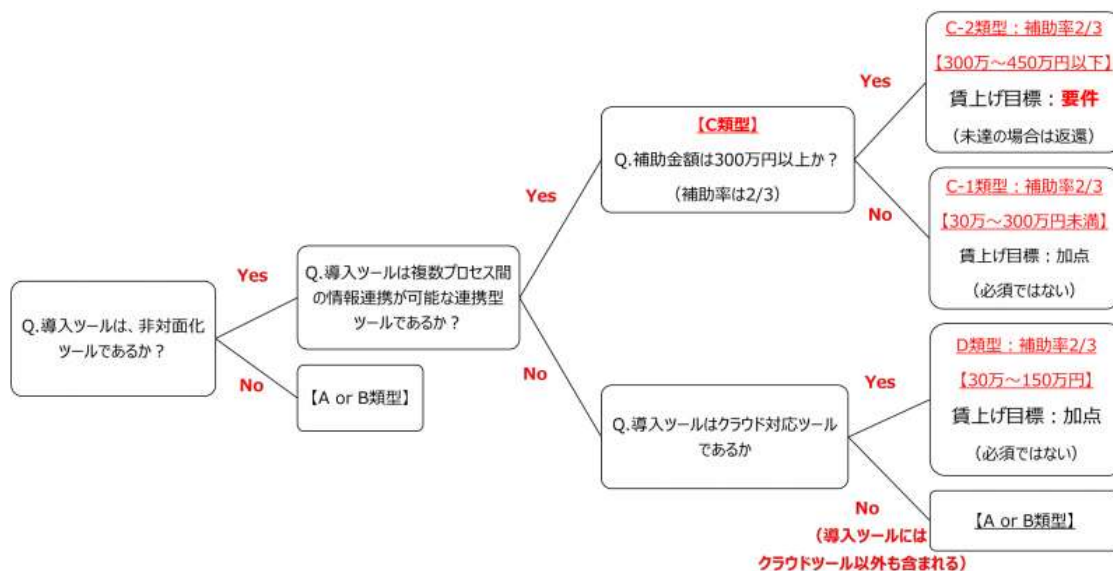 Q.導入ツールは、非対面化
ツールであるか?
Yes
No
Q.導入ツールは複数プロセス間
の情報連携が可能な連携型
ツールであるか?
【A or B類型】
Yes
No
【C類型】
Q.補助金額は300万円以上か?
(補助率は2/3)
Yes
No
C-2類型:補助率2/3
【300万~450万円以下】
賃上げ目標:要件
(未達の場合は返還)
C-1類型:補助率2/3
【30万~300万円未満】
賃上げ目標:加点
(必須ではない)
Q.導入ツールはクラウド対応ツール
であるか
Yes
No
(導入ツールには
クラウドツール以外も含まれる)
D類型:補助率2/3
【30万~150万円】
賃上げ目標:加点
(必須ではない)
【A or B類型】